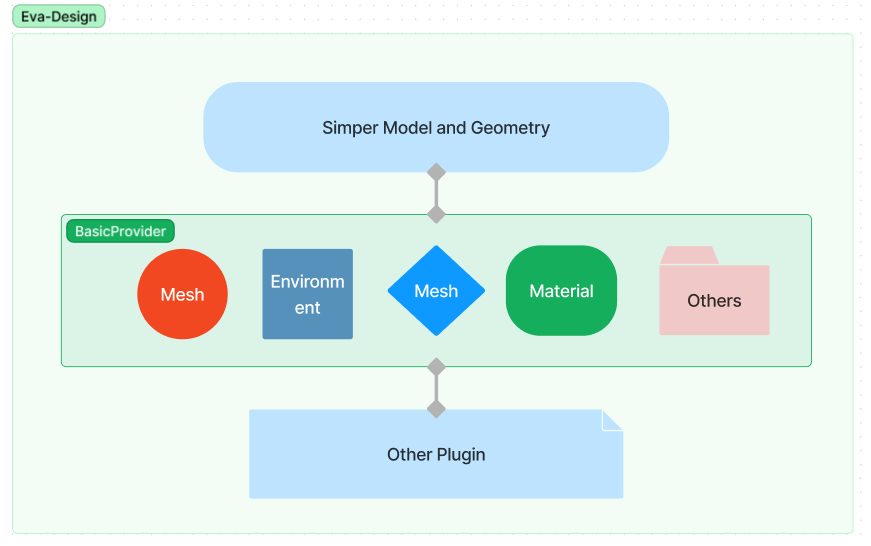 Eva-Design
Simper Model and Geometry
BasicProvider
Mesh
Environm
ent
Mesh
Material
Others
Other Plugin